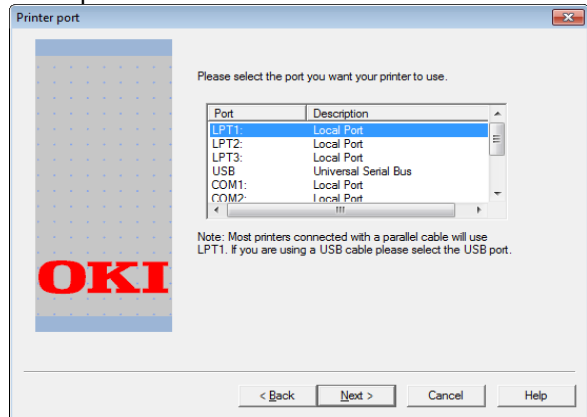 Printer port
Please select the port you want your printer to use.
Port Description
LPT1: Local Port
LPT2: Local Port
LPT3: Local Port
USB Universal Serial Bus
COM1: Local Port
COM2: Local Port
Note: Most printers connected with a parallel cable will use
LPT1. If you are using a USB cable please select the USB port.
OKI
< Back Next > Cancel Help